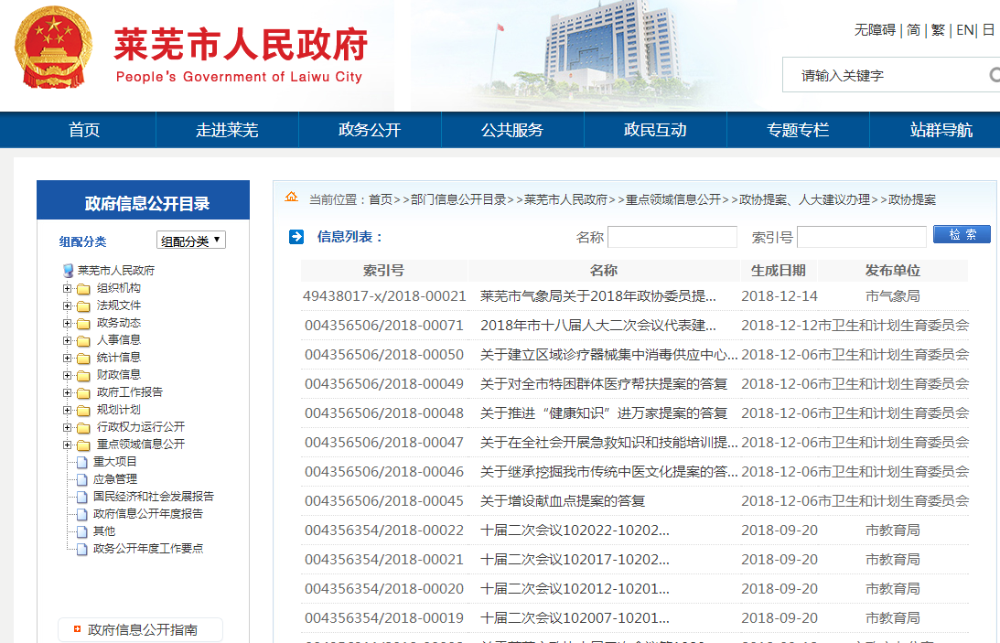 莱芜市人民政府
People's Government of Laiwu City
无障碍 | 简 | 繁 | EN| 日
请输入关键字
首页 走进莱芜 政务公开 公共服务 政民互动 专题专栏 站群导航
政府信息公开目录
组配分类 组配分类
莱芜市人民政府
组织机构
法规文件
政务动态
人事信息
统计信息
财政信息
政府工作报告
规划计划
行政权力运行公开
重点领域信息公开
重大项目
应急管理
国民经济和社会发展报告
政府信息公开年度报告
其他
政务公开年度工作要点
政府信息公开指南
当前位置：首页>>部门信息公开目录>>莱芜市人民政府>>重点领域信息公开>>政协提案、人大建议办理>>政协提案
信息列表： 名称 索引号 检 索
索引号 名称 生成日期 发布单位
49438017-x/2018-00021 莱芜市气象局关于2018年政协委员提... 2018-12-14 市气象局
004356506/2018-00071 2018年市十八届人大二次会议代表建... 2018-12-12 市卫生和计划生育委员会
004356506/2018-00050 关于建立区域诊疗器械集中消毒供应中心... 2018-12-06 市卫生和计划生育委员会
004356506/2018-00049 关于对全市特困群体医疗帮扶提案的答复 2018-12-06 市卫生和计划生育委员会
004356506/2018-00048 关于推进“健康知识”进万家提案的答复 2018-12-06 市卫生和计划生育委员会
004356506/2018-00047 关于在全社会开展急救知识和技能培训提... 2018-12-06 市卫生和计划生育委员会
004356506/2018-00046 关于继承挖掘我市传统中医文化提案的答... 2018-12-06 市卫生和计划生育委员会
004356506/2018-00045 关于增设献血点提案的答复 2018-12-06 市卫生和计划生育委员会
004356354/2018-00022 十届二次会议102022-10202... 2018-09-20 市教育局
004356354/2018-00021 十届二次会议102017-10202... 2018-09-20 市教育局
004356354/2018-00020 十届二次会议102012-10201... 2018-09-20 市教育局
004356354/2018-00019 十届二次会议102007-10201... 2018-09-20 市教育局